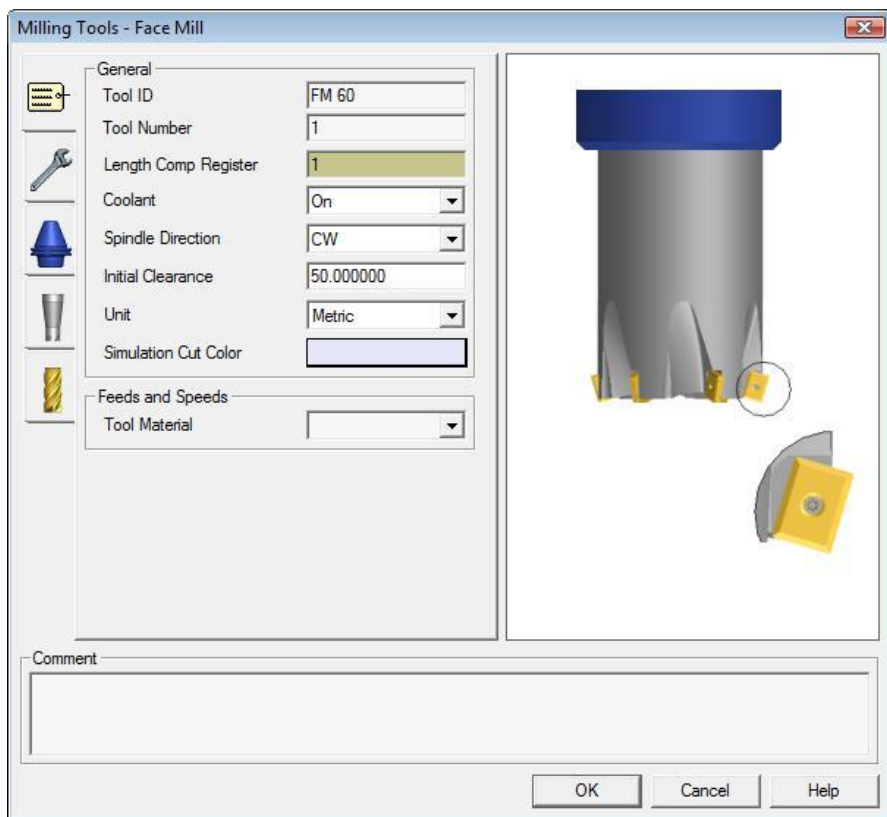 Milling Tools - Face Mill
General
Tool ID FM 60
Tool Number 1
Length Comp Register 1
Coolant On
Spindle Direction CW
Initial Clearance 50.000000
Unit Metric
Simulation Cut Color
Feeds and Speeds
Tool Material
Comment
OK Cancel Help